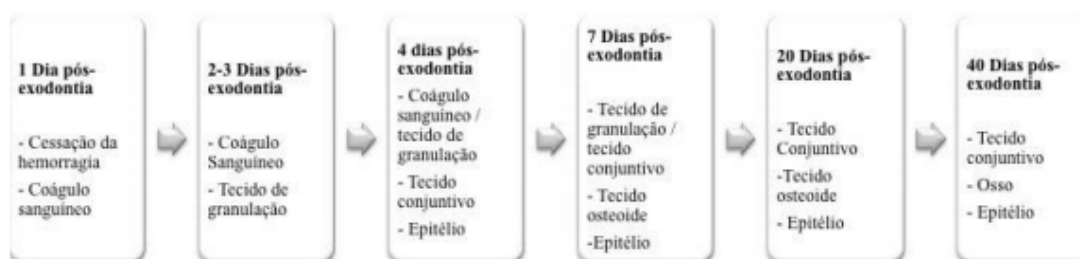 1 Dia pós-
exodontia
- Cessação da
hemorragia
- Coágulo
sanguíneo
2-3 Dias pós-
exodontia
- Coágulo
Sanguíneo
- Tecido de
granulação
4 dias pós-
exodontia
- Coágulo
sanguíneo /
tecido de
granulação
- Tecido
conjuntivo
- Epitélio
7 Dias pós-
exodontia
- Tecido de
granulação /
tecido
conjuntivo
- Tecido
osteoide
-Epitélio
20 Dias pós-
exodontia
- Tecido
Conjuntivo
-Tecido
osteoide
- Epitélio
40 Dias pós-
exodontia
- Tecido
conjuntivo
- Osso
- Epitélio